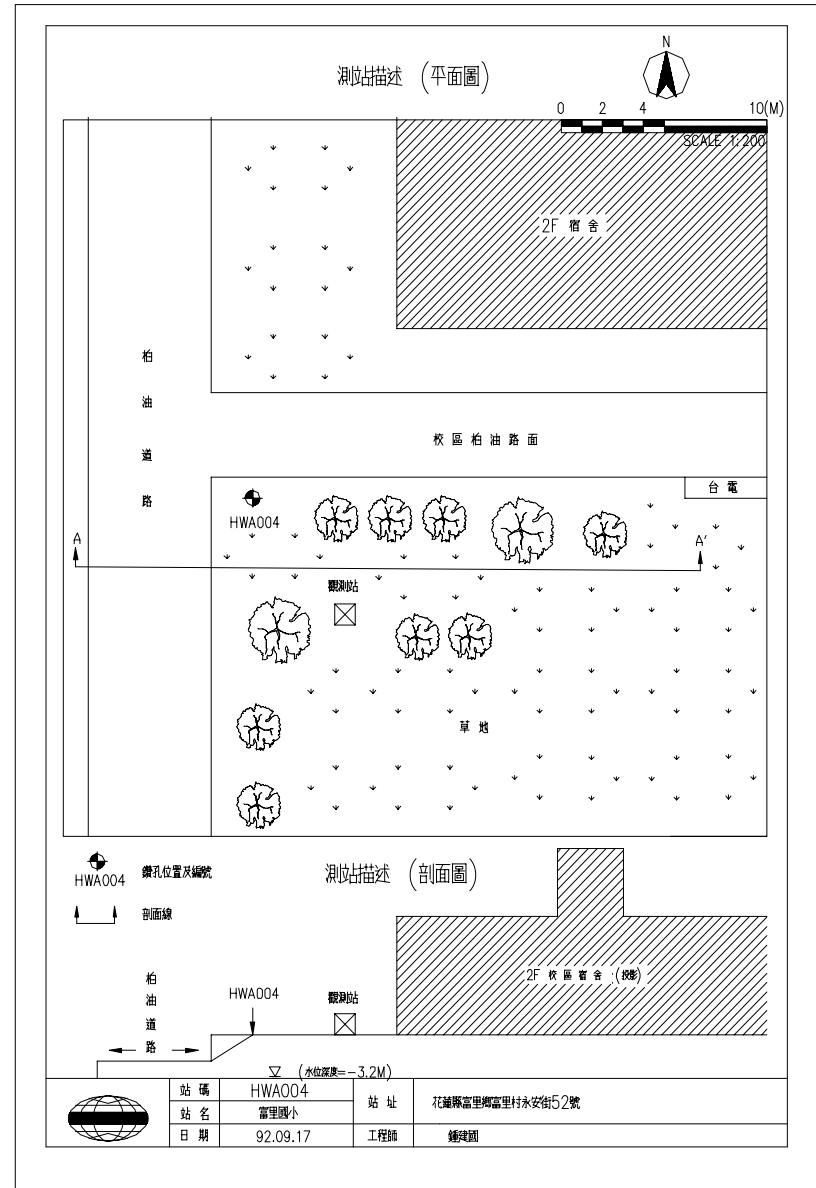 測站描述 (平面圖)
N
0 2 4 10(M)
SCALE 1:200
2F 宿舍
柏油道路
校區柏油路面
台電
HWA004
A A'
觀測站
草地
HWA004 鑽孔位置及編號
剖面線
測站描述 (剖面圖)
2F 校區宿舍 (投影)
柏油道路
HWA004
觀測站
(水位深度=-3.2M)
站碼 HWA004
站名 富里國小
日期 92.09.17
站址 花蓮縣富里鄉富里村永安街52號
工程師 鍾建國